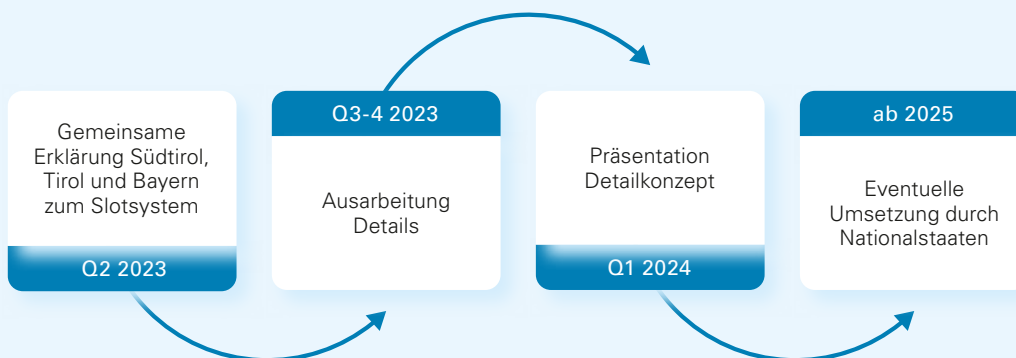 Gemeinsame
Erklärung Südtirol,
Tirol und Bayern
zum Slotsystem
Q2 2023
Q3-4 2023
Ausarbeitung
Details
Präsentation
Detailkonzept
Q1 2024
ab 2025
Eventuelle
Umsetzung durch
Nationalstaaten